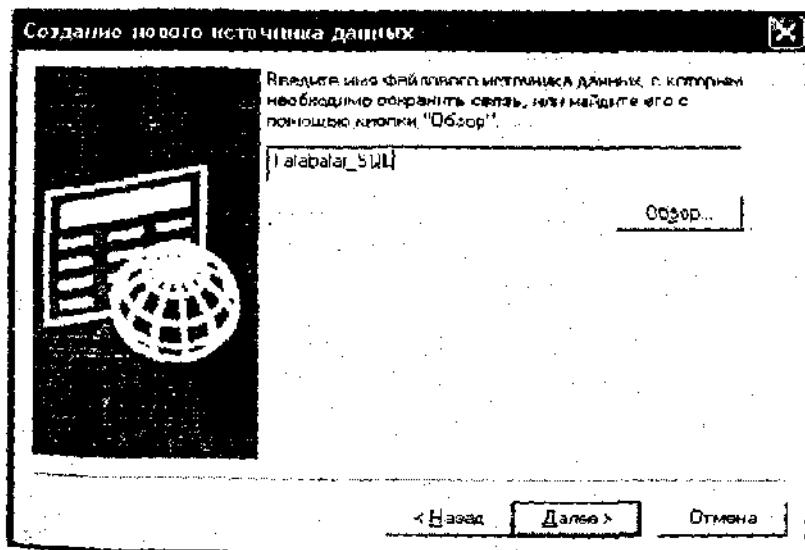 Создание нового источника данных
Введите имя файлового источника данных, с которым
необходимо сохранить связь, или найдите его с
помощью кнопки "Обзор".
Talabalar_SQL
Обзор...
< Назад
Далее >
Отмена